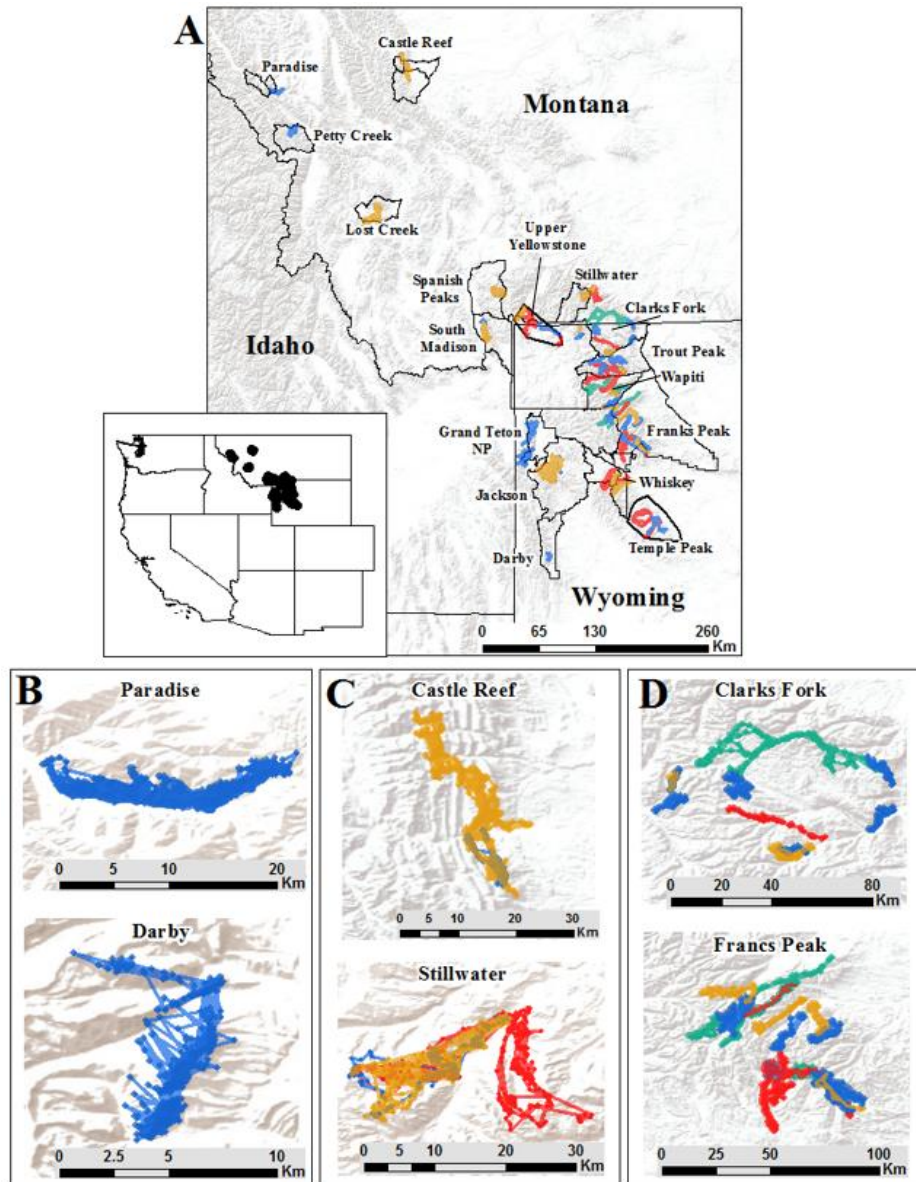 A
Castle Reef
Paradise
Montana
Petty Creek
Lost Creek
Upper
Yellowstone
Stillwater
Spanish
Peaks
Clarks Fork
South
Madison
Idaho
Trout Peak
Wapiti
Grand Teton
NP
Franks Peak
Jackson
Whiskey
Temple Peak
Darby
Wyoming
0 65 130 260
Km
B
Paradise
0 5 10 20
Km
Darby
0 2.5 5 10
Km
C
Castle Reef
0 5 10 20 30
Km
Stillwater
0 5 10 20 30
Km
D
Clarks Fork
0 20 40 80
Km
Francs Peak
0 25 50 100
Km